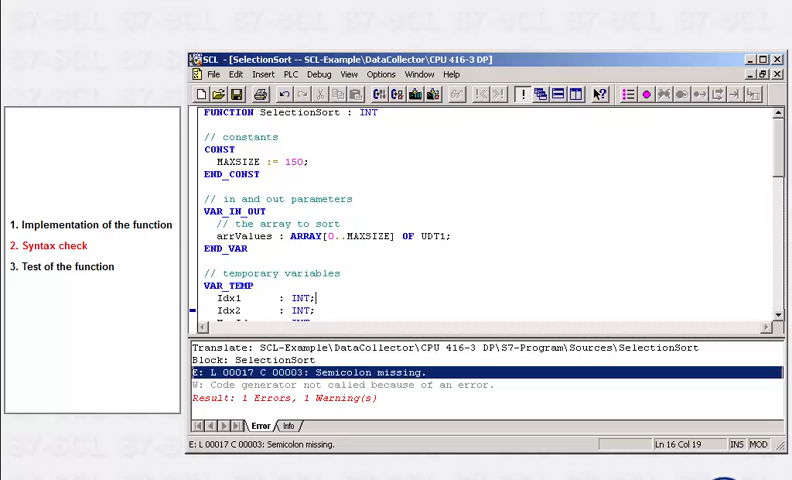 SCL - [SelectionSort -- SCL-Example\DataCollector\CPU 416-3 DP]
File Edit Insert PLC Debug View Options Window Help
1. Implementation of the function
2. Syntax check
3. Test of the function
FUNCTION SelectionSort : INT
// constants
CONST
MAXSIZE := 150;
END_CONST
// in and out parameters
VAR_IN_OUT
// the array to sort
arrValues : ARRAY[0..MAXSIZE] OF UDT1;
END_VAR
// temporary variables
VAR_TEMP
Idx1 : INT;
Idx2 : INT;
Translate: SCL-Example\DataCollector\CPU 416-3 DP\S7-Program\Sources\SelectionSort
Block: SelectionSort
E: L 00017 C 00003: Semicolon missing.
W: Code generator not called because of an error.
Result: 1 Errors, 1 Warning(s)
Error Info
E: L 00017 C 00003: Semicolon missing. Ln 16 Col 19 INS MOD